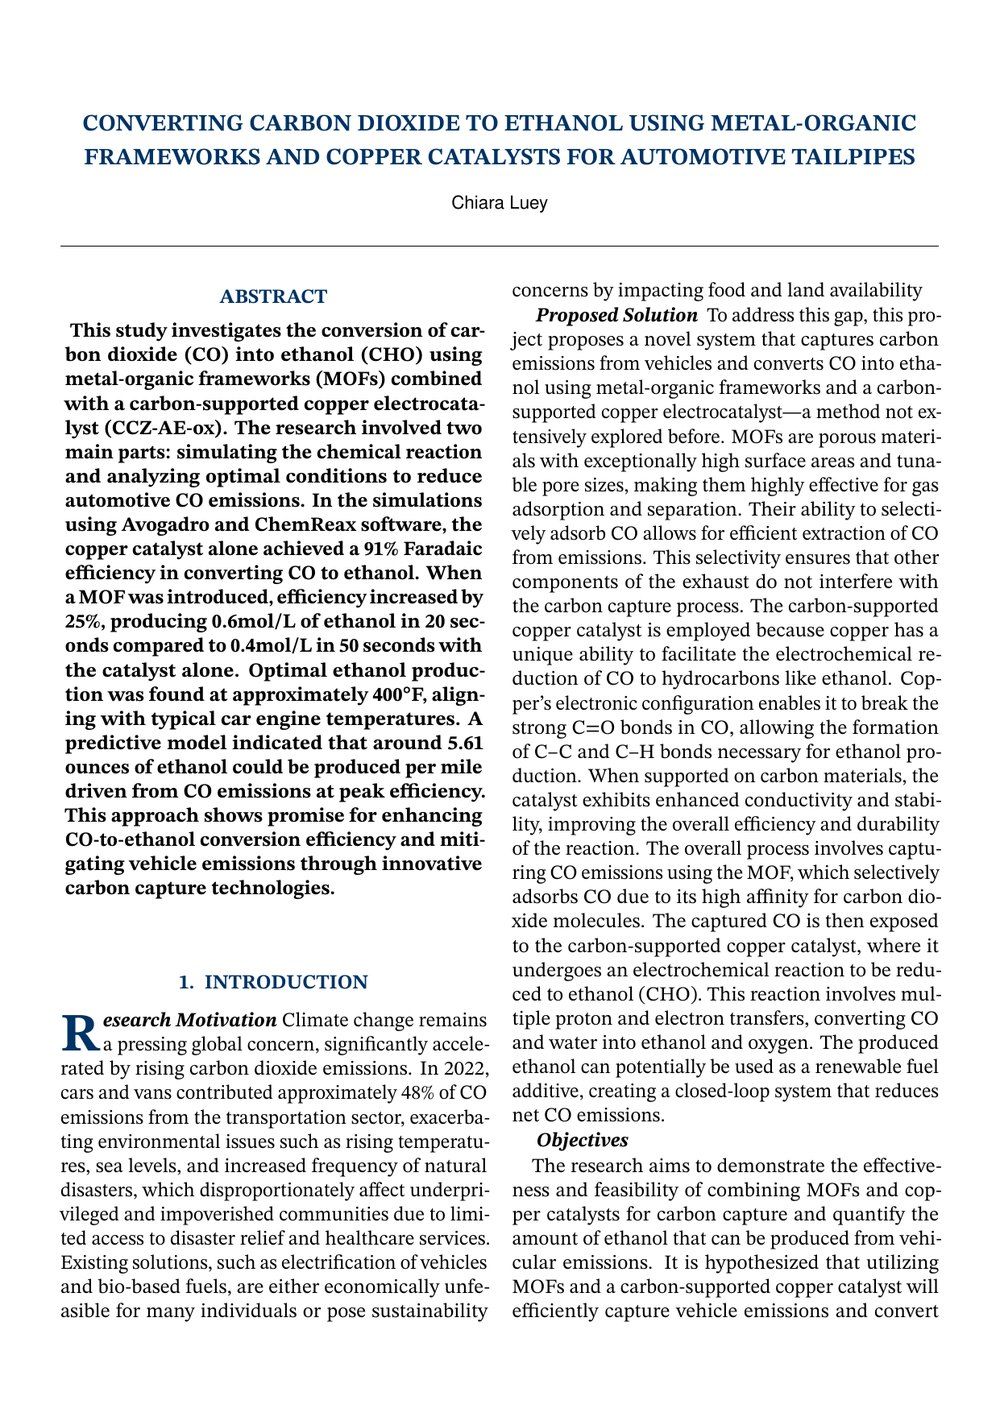 CONVERTING CARBON DIOXIDE TO ETHANOL USING METAL-ORGANIC
FRAMEWORKS AND COPPER CATALYSTS FOR AUTOMOTIVE TAILPIPES
Chiara Luey
ABSTRACT
This study investigates the conversion of car-
bon dioxide (CO) into ethanol (CHO) using
metal-organic frameworks (MOFs) combined
with a carbon-supported copper electrocata-
lyst (CCZ-AE-ox). The research involved two
main parts: simulating the chemical reaction
and analyzing optimal conditions to reduce
automotive CO emissions. In the simulations
using Avogadro and ChemReax software, the
copper catalyst alone achieved a 91% Faradaic
efficiency in converting CO to ethanol. When
a MOF was introduced, efficiency increased by
25%, producing 0.6mol/L of ethanol in 20 sec-
onds compared to 0.4mol/L in 50 seconds with
the catalyst alone. Optimal ethanol produc-
tion was found at approximately 400°F, align-
ing with typical car engine temperatures. A
predictive model indicated that around 5.61
ounces of ethanol could be produced per mile
driven from CO emissions at peak efficiency.
This approach shows promise for enhancing
CO-to-ethanol conversion efficiency and miti-
gating vehicle emissions through innovative
carbon capture technologies.
1. INTRODUCTION
Research Motivation Climate change remains
a pressing global concern, significantly accele-
rated by rising carbon dioxide emissions. In 2022,
cars and vans contributed approximately 48% of CO
emissions from the transportation sector, exacerba-
ting environmental issues such as rising temperatu-
res, sea levels, and increased frequency of natural
disasters, which disproportionately affect underpri-
vileged and impoverished communities due to limi-
ted access to disaster relief and healthcare services.
Existing solutions, such as electrification of vehicles
and bio-based fuels, are either economically unfe-
asible for many individuals or pose sustainability
concerns by impacting food and land availability
Proposed Solution To address this gap, this pro-
ject proposes a novel system that captures carbon
emissions from vehicles and converts CO into etha-
nol using metal-organic frameworks and a carbon-
supported copper electrocatalyst—a method not ex-
tensively explored before. MOFs are porous materi-
als with exceptionally high surface areas and tuna-
ble pore sizes, making them highly effective for gas
adsorption and separation. Their ability to selecti-
vely adsorb CO allows for efficient extraction of CO
from emissions. This selectivity ensures that other
components of the exhaust do not interfere with
the carbon capture process. The carbon-supported
copper catalyst is employed because copper has a
unique ability to facilitate the electrochemical re-
duction of CO to hydrocarbons like ethanol. Cop-
per's electronic configuration enables it to break the
strong C=O bonds in CO, allowing the formation
of C–C and C–H bonds necessary for ethanol pro-
duction. When supported on carbon materials, the
catalyst exhibits enhanced conductivity and stabi-
lity, improving the overall efficiency and durability
of the reaction. The overall process involves captu-
ring CO emissions using the MOF, which selectively
adsorbs CO due to its high affinity for carbon dio-
xide molecules. The captured CO is then exposed
to the carbon-supported copper catalyst, where it
undergoes an electrochemical reaction to be redu-
ced to ethanol (CHO). This reaction involves mul-
tiple proton and electron transfers, converting CO
and water into ethanol and oxygen. The produced
ethanol can potentially be used as a renewable fuel
additive, creating a closed-loop system that reduces
net CO emissions.
Objectives
The research aims to demonstrate the effective-
ness and feasibility of combining MOFs and cop-
per catalysts for carbon capture and quantify the
amount of ethanol that can be produced from vehi-
cular emissions. It is hypothesized that utilizing
MOFs and a carbon-supported copper catalyst will
efficiently capture vehicle emissions and convert